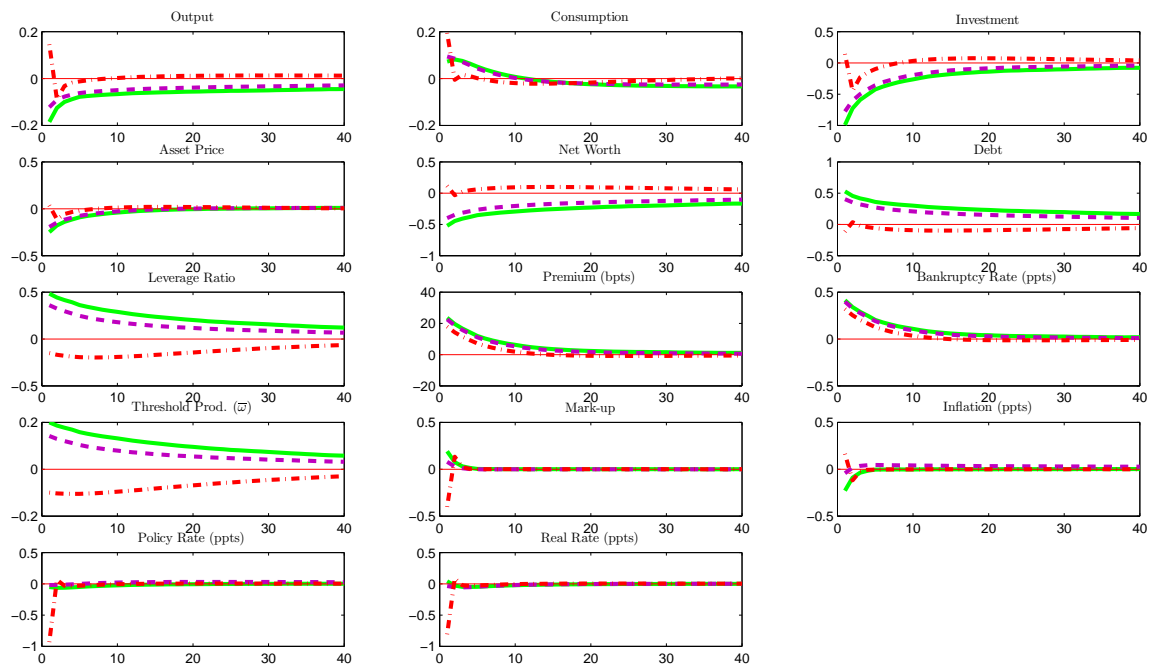 Output
Consumption
Investment
0.2
0
−0.2
0 10 20 30 40
0.2
0
−0.2
0 10 20 30 40
0.5
0
−0.5
−1
0 10 20 30 40
Asset Price
Net Worth
Debt
0.5
0
−0.5
0 10 20 30 40
0.5
0
−0.5
−1
0 10 20 30 40
1
0.5
0
−0.5
0 10 20 30 40
Leverage Ratio
Premium (bpts)
Bankruptcy Rate (ppts)
0.5
0
−0.5
0 10 20 30 40
40
20
0
−20
0 10 20 30 40
0.5
0
−0.5
0 10 20 30 40
Threshold Prod. (ω̅)
Mark-up
Inflation (ppts)
0.2
0
−0.2
0 10 20 30 40
0.5
0
−0.5
0 10 20 30 40
0.5
0
−0.5
0 10 20 30 40
Policy Rate (ppts)
Real Rate (ppts)
0.5
0
−0.5
−1
0 10 20 30 40
0.5
0
−0.5
−1
0 10 20 30 40